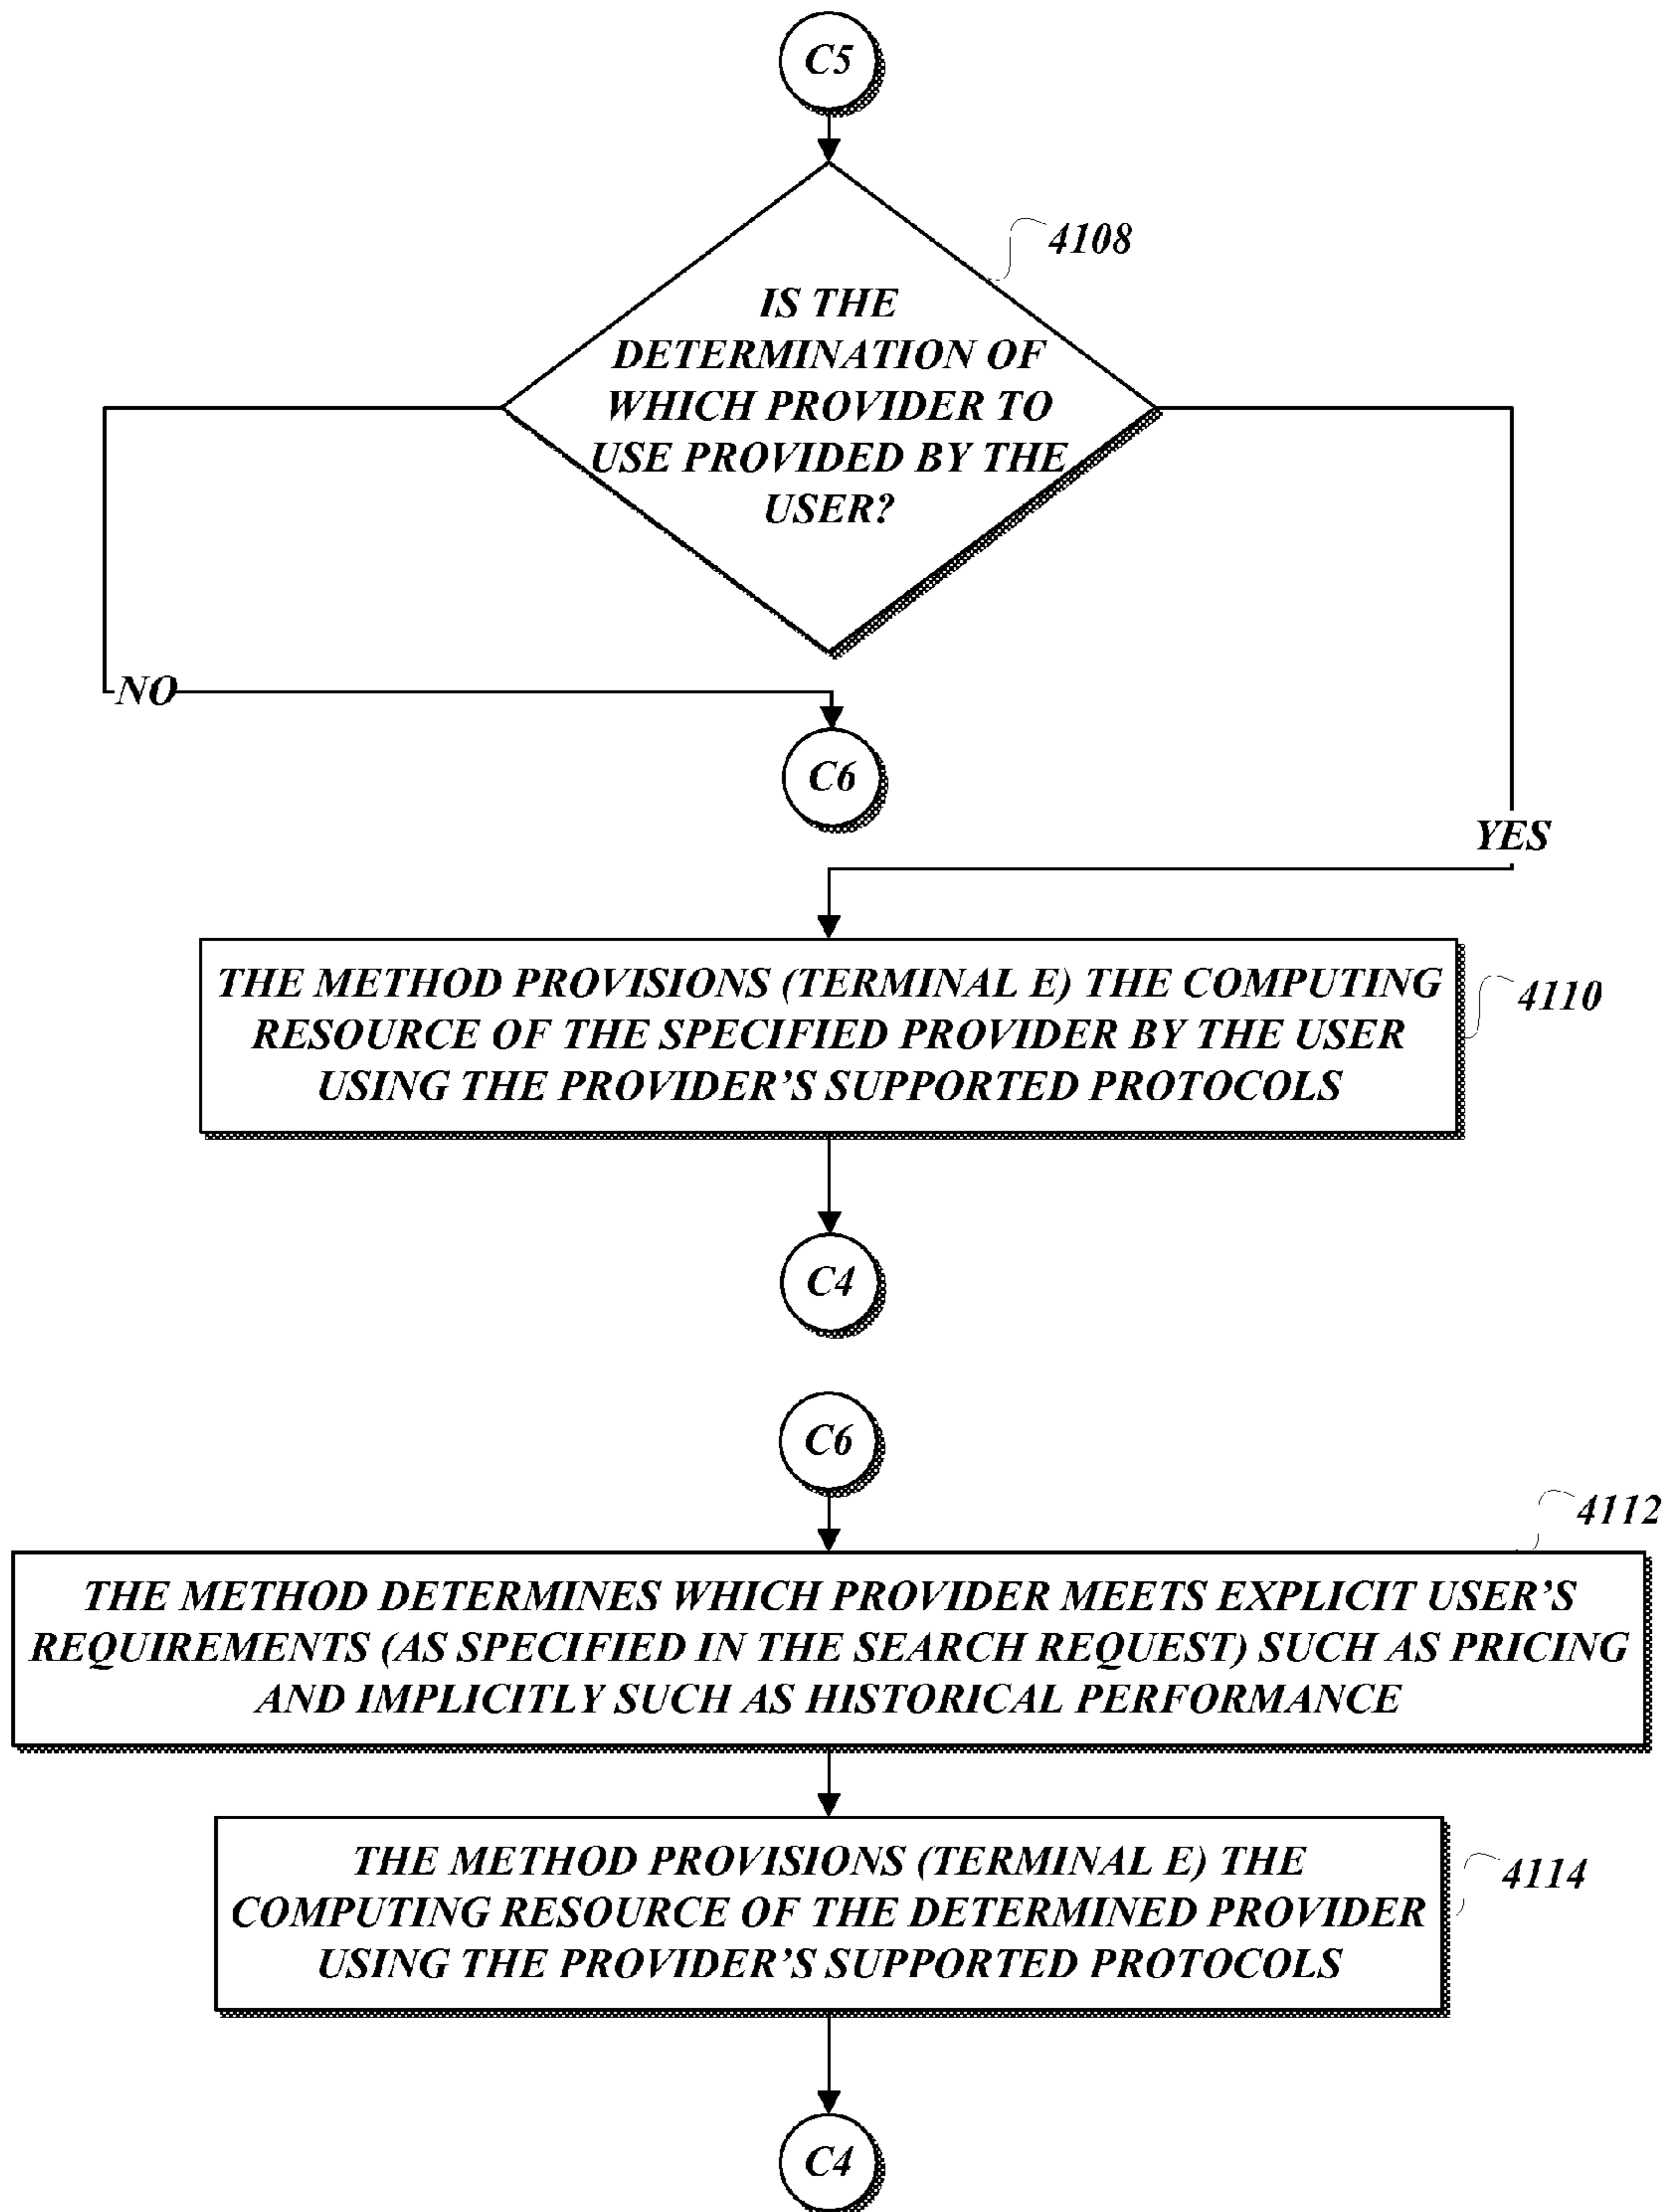 C5
4108
IS THE
DETERMINATION OF
WHICH PROVIDER TO
USE PROVIDED BY THE
USER?
NO
C6
YES
THE METHOD PROVISIONS (TERMINAL E) THE COMPUTING
RESOURCE OF THE SPECIFIED PROVIDER BY THE USER
USING THE PROVIDER'S SUPPORTED PROTOCOLS
4110
C4
C6
4112
THE METHOD DETERMINES WHICH PROVIDER MEETS EXPLICIT USER'S
REQUIREMENTS (AS SPECIFIED IN THE SEARCH REQUEST) SUCH AS PRICING
AND IMPLICITLY SUCH AS HISTORICAL PERFORMANCE
THE METHOD PROVISIONS (TERMINAL E) THE
COMPUTING RESOURCE OF THE DETERMINED PROVIDER
USING THE PROVIDER'S SUPPORTED PROTOCOLS
4114
C4